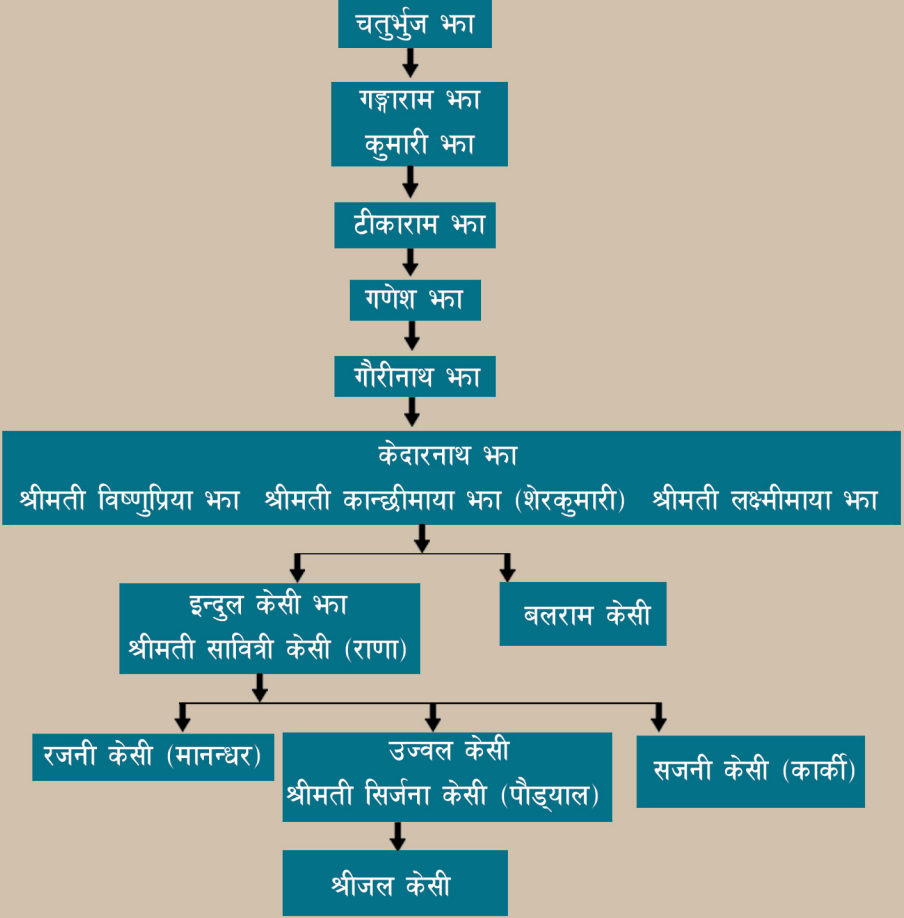 चतुर्भुज झा
गङ्गाराम झा
कुमारी झा
टीकाराम झा
गणेश झा
गौरीनाथ झा
केदारनाथ झा
श्रीमती विष्णुप्रिया झा श्रीमती कान्छीमाया झा (शेरकुमारी) श्रीमती लक्ष्मीमाया झा
इन्दुल केसी झा
श्रीमती सावित्री केसी (राणा)
बलराम केसी
रजनी केसी (मानन्धर)
उज्वल केसी
श्रीमती सिर्जना केसी (पौड्याल)
सजनी केसी (कार्की)
श्रीजल केसी